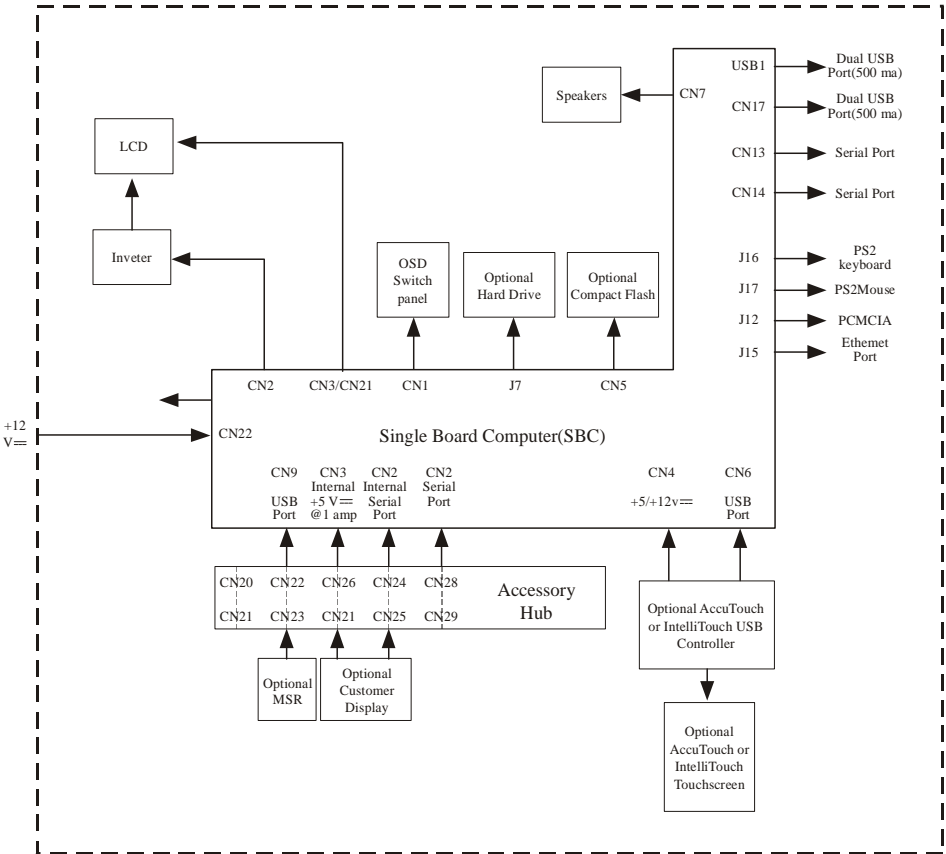 USB1
Dual USB
Port(500 ma)
Speakers
CN7
CN17
Dual USB
Port(500 ma)
LCD
CN13
Serial Port
CN14
Serial Port
Inveter
OSD
Switch
panel
Optional
Hard Drive
Optional
Compact Flash
J16
PS2
keyboard
J17
PS2Mouse
J12
PCMCIA
J15
Ethemet
Port
CN2
CN3/CN21
CN1
J7
CN5
+12
V⎓
CN22
Single Board Computer(SBC)
CN9
USB
Port
CN3
Internal
+5 V⎓
@1 amp
CN2
Internal
Serial
Port
CN2
Serial
Port
CN4
+5/+12v⎓
CN6
USB
Port
CN20
CN22
CN26
CN24
CN28
CN21
CN23
CN21
CN25
CN29
Accessory
Hub
Optional AccuTouch
or IntelliTouch USB
Controller
Optional
MSR
Optional
Customer
Display
Optional
AccuTouch or
IntelliTouch
Touchscreen